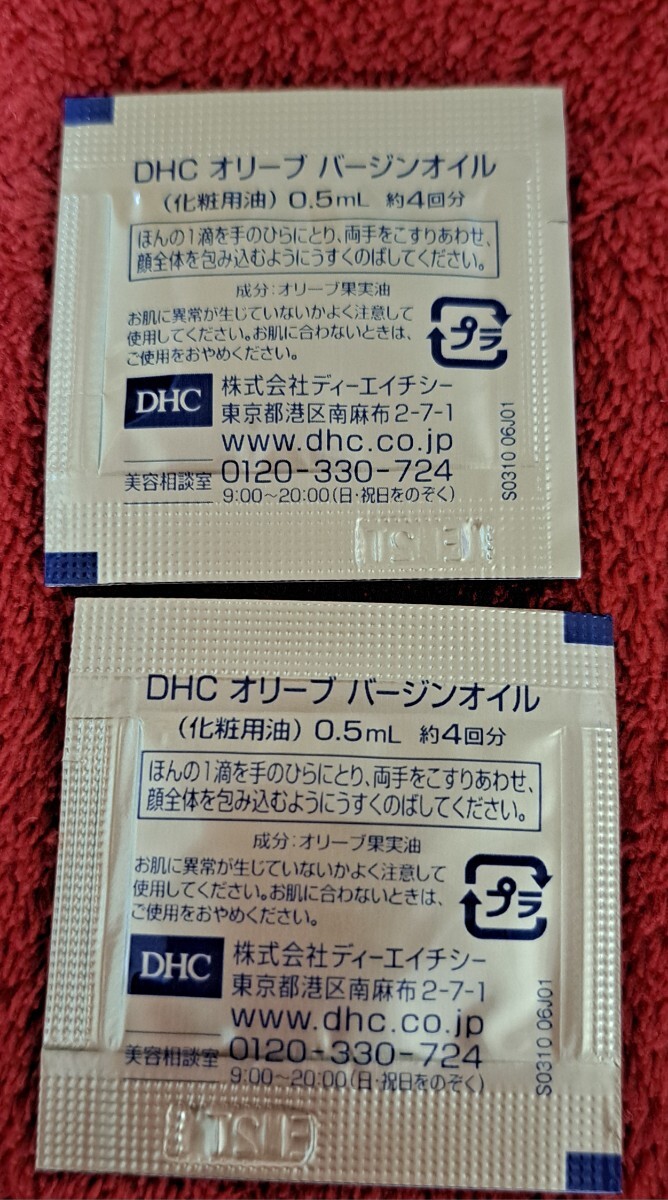 DHC オリーブ バージンオイル
(化粧用油) 0.5mL 約4回分
ほんの1滴を手のひらにとり、両手をこすりあわせ、
顔全体を包み込むようにうすくのばしてください。
成分:オリーブ果実油
お肌に異常が生じていないかよく注意して
使用してください。お肌に合わないときは、
ご使用をおやめください。
プラ
DHC
株式会社ディーエイチシー
東京都港区南麻布2-7-1
www.dhc.co.jp
美容相談室 0120-330-724
9:00~20:00(日・祝日をのぞく)
S0310 06J01
DHC オリーブ バージンオイル
(化粧用油) 0.5mL 約4回分
ほんの1滴を手のひらにとり、両手をこすりあわせ、
顔全体を包み込むようにうすくのばしてください。
成分:オリーブ果実油
お肌に異常が生じていないかよく注意して
使用してください。お肌に合わないときは、
ご使用をおやめください。
プラ
DHC
株式会社ディーエイチシー
東京都港区南麻布2-7-1
www.dhc.co.jp
美容相談室 0120-330-724
9:00~20:00(日・祝日をのぞく)
S0310 06J01